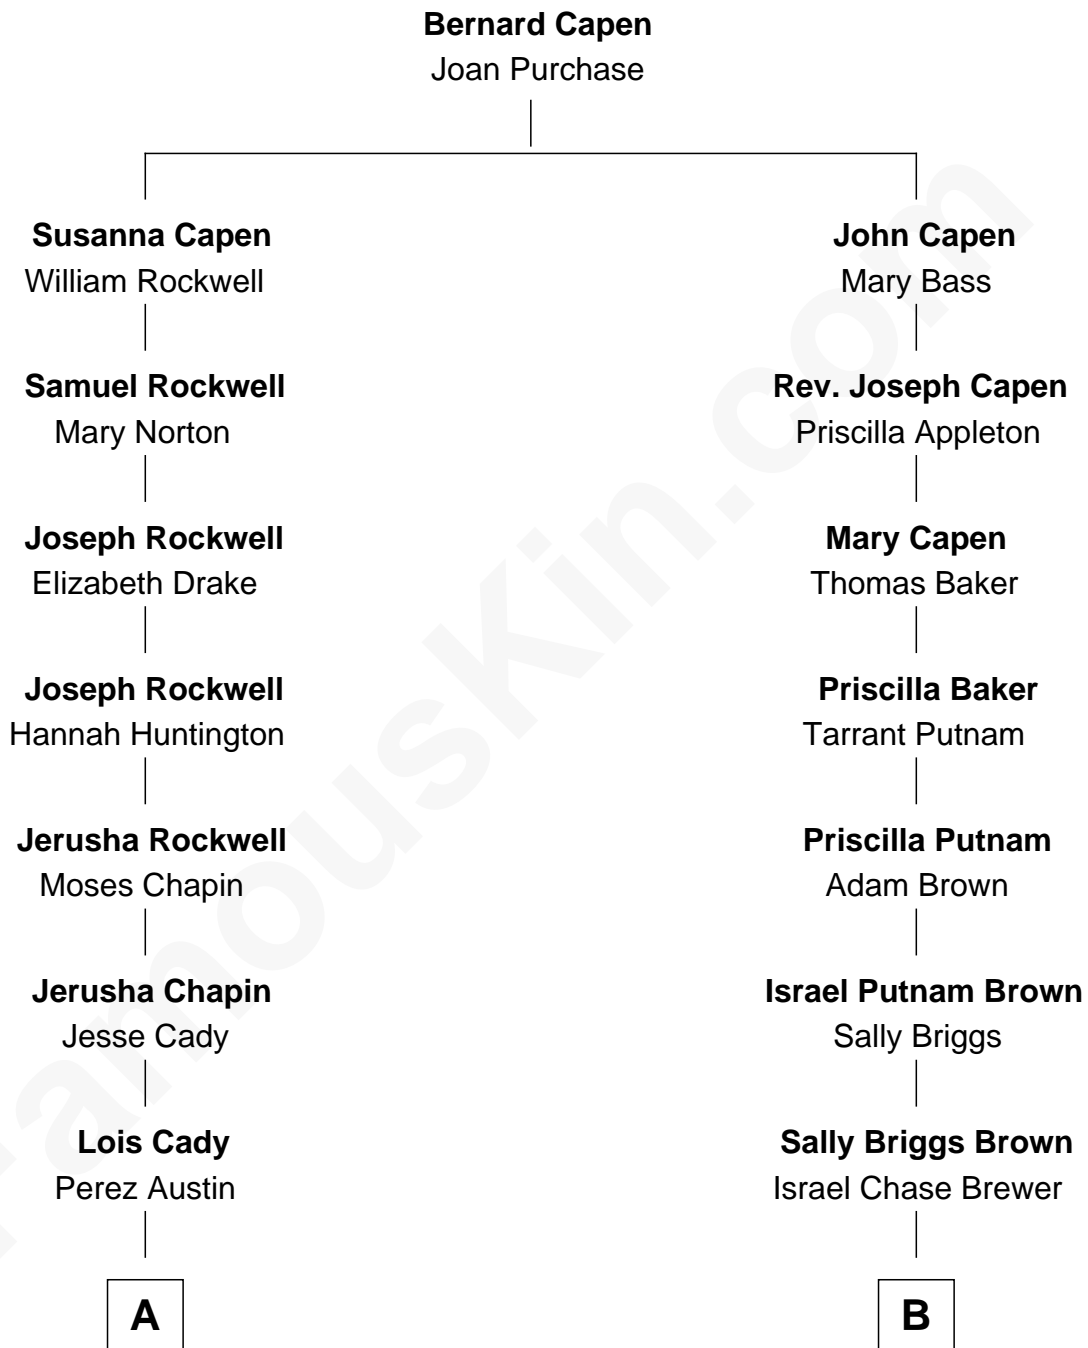 Bernard Capen
Joan Purchase
Susanna Capen
William Rockwell
John Capen
Mary Bass
Samuel Rockwell
Mary Norton
Rev. Joseph Capen
Priscilla Appleton
Joseph Rockwell
Elizabeth Drake
Mary Capen
Thomas Baker
Joseph Rockwell
Hannah Huntington
Priscilla Baker
Tarrant Putnam
Jerusha Rockwell
Moses Chapin
Priscilla Putnam
Adam Brown
Jerusha Chapin
Jesse Cady
Israel Putnam Brown
Sally Briggs
Lois Cady
Perez Austin
Sally Briggs Brown
Israel Chase Brewer
A
B
FamousKin.com